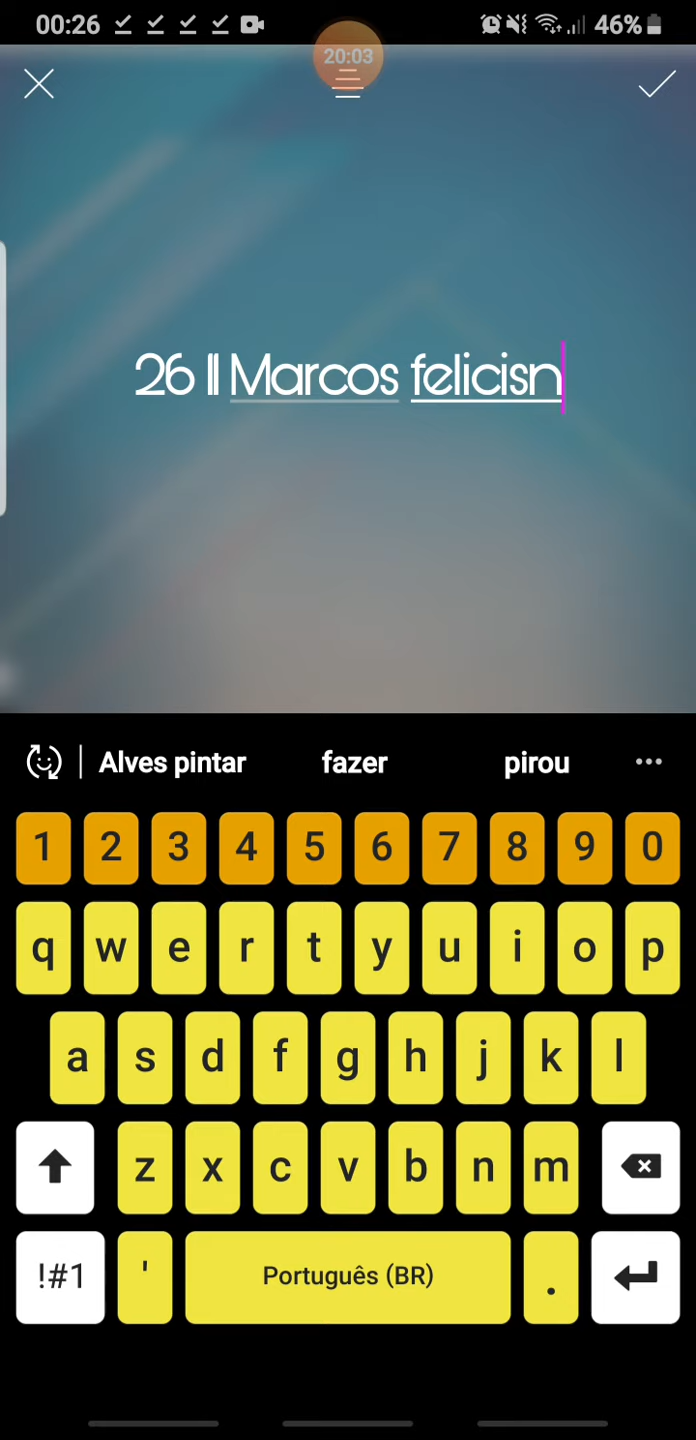 00:26 46%
20:03
26 || Marcos felicisn
Alves pintar fazer pirou •••
1 2 3 4 5 6 7 8 9 0
q w e r t y u i o p
a s d f g h j k l
z x c v b n m
!#1 ' Português (BR) .